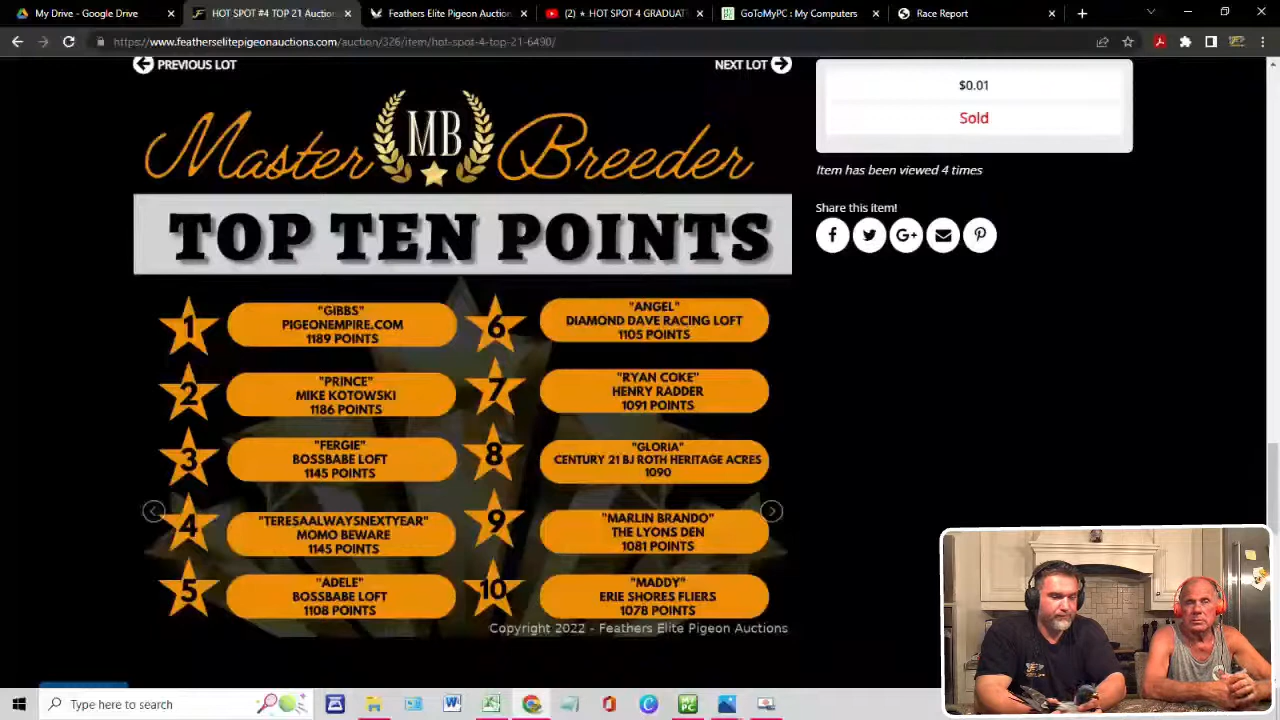 My Drive - Google Drive
HOT SPOT #4 TOP 21 Auction
Feathers Elite Pigeon Auction
(2) ★ HOT SPOT 4 GRADUAT
GoToMyPC : My Computers
Race Report
https://www.featherselitepigeonauctions.com/auction/326/item/hot-spot-4-top-21-6490/
PREVIOUS LOT
NEXT LOT
Master MB Breeder
TOP TEN POINTS
1
"GIBBS"
PIGEONEMPIRE.COM
1189 POINTS
2
"PRINCE"
MIKE KOTOWSKI
1186 POINTS
3
"FERGIE"
BOSSBABE LOFT
1145 POINTS
4
"TERESAALWAYSNEXTYEAR"
MOMO BEWARE
1145 POINTS
5
"ADELE"
BOSSBABE LOFT
1108 POINTS
6
"ANGEL"
DIAMOND DAVE RACING LOFT
1105 POINTS
7
"RYAN COKE"
HENRY RADDER
1091 POINTS
8
"GLORIA"
CENTURY 21 BJ ROTH HERITAGE ACRES
1090
9
"MARLIN BRANDO"
THE LYONS DEN
1081 POINTS
10
"MADDY"
ERIE SHORES FLIERS
1078 POINTS
Copyright 2022 - Feathers Elite Pigeon Auctions
$0.01
Sold
Item has been viewed 4 times
Share this item!
Type here to search